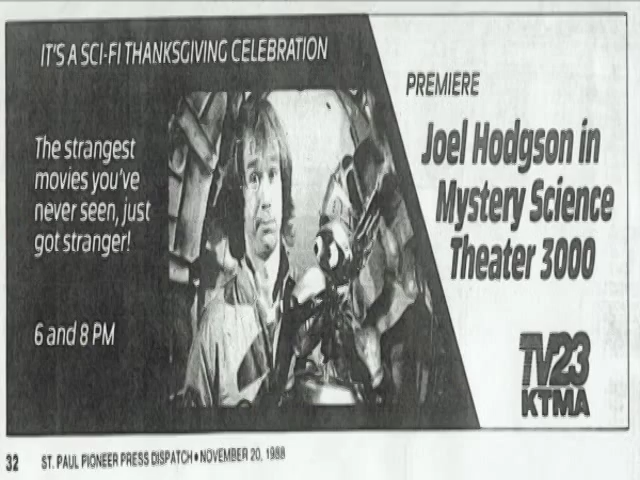 IT'S A SCI-FI THANKSGIVING CELEBRATION
The strangest
movies you've
never seen, just
got stranger!
6 and 8 PM
PREMIERE
Joel Hodgson in
Mystery Science
Theater 3000
TV23
KTMA
32 ST. PAUL PIONEER PRESS DISPATCH • NOVEMBER 20, 1988